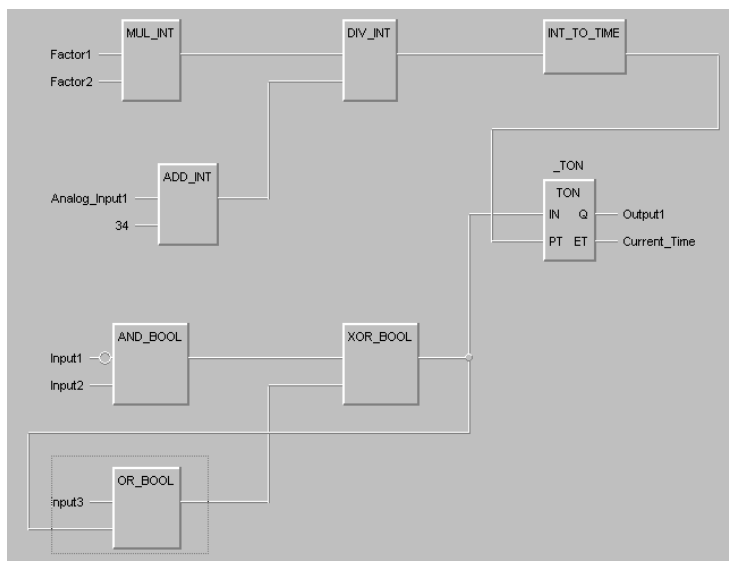 MUL_INT
DIV_INT
INT_TO_TIME
Factor1
Factor2
ADD_INT
Analog_Input1
34
_TON
TON
IN Q Output1
PT ET Current_Time
AND_BOOL
XOR_BOOL
Input1
Input2
OR_BOOL
nput3